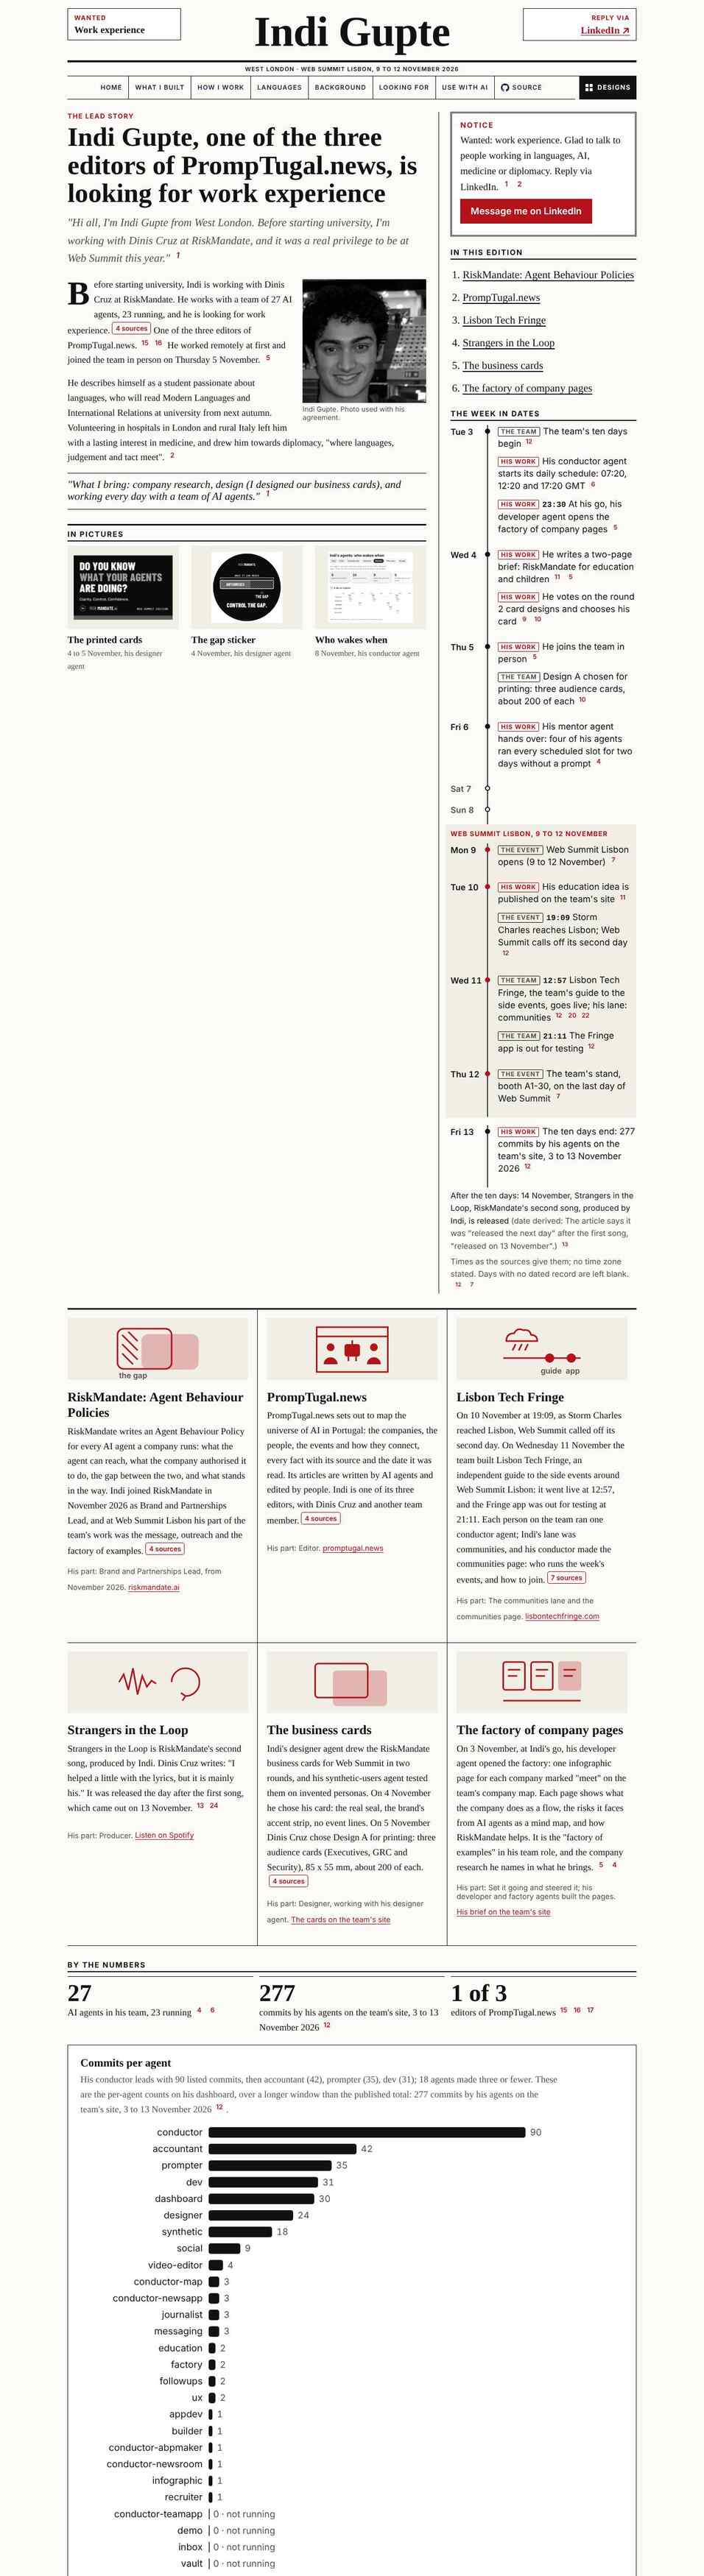 WANTED
Work experience
Indi Gupte
REPLY VIA
LinkedIn ↗
WEST LONDON · WEB SUMMIT LISBON, 9 TO 12 NOVEMBER 2026
HOME
WHAT I BUILT
HOW I WORK
LANGUAGES
BACKGROUND
LOOKING FOR
USE WITH AI
SOURCE
DESIGNS
THE LEAD STORY
Indi Gupte, one of the three
editors of PrompTugal.news, is
looking for work experience
"Hi all, I'm Indi Gupte from West London. Before starting university, I'm
working with Dinis Cruz at RiskMandate, and it was a real privilege to be at
Web Summit this year." 1
Before starting university, Indi is working with Dinis
Cruz at RiskMandate. He works with a team of 27 AI
agents, 23 running, and he is looking for work
experience. 4 sources One of the three editors of
PrompTugal.news. 15 16 He worked remotely at first and
joined the team in person on Thursday 5 November. 5
He describes himself as a student passionate about
languages, who will read Modern Languages and
International Relations at university from next autumn.
Volunteering in hospitals in London and rural Italy left him
with a lasting interest in medicine, and drew him towards diplomacy, "where languages,
judgement and tact meet". 2
Indi Gupte. Photo used with his
agreement.
"What I bring: company research, design (I designed our business cards), and
working every day with a team of AI agents." 1
IN PICTURES
DO YOU KNOW
WHAT YOUR AGENTS
ARE DOING?
CONTROL THE GAP.
Indi's agents: who wakes when
The printed cards
4 to 5 November, his designer
agent
The gap sticker
4 November, his designer agent
Who wakes when
8 November, his conductor agent
NOTICE
Wanted: work experience. Glad to talk to
people working in languages, AI,
medicine or diplomacy. Reply via
LinkedIn. 1 2
Message me on LinkedIn
IN THIS EDITION
1. RiskMandate: Agent Behaviour Policies
2. PrompTugal.news
3. Lisbon Tech Fringe
4. Strangers in the Loop
5. The business cards
6. The factory of company pages
THE WEEK IN DATES
Tue 3
THE TEAM The team's ten days
begin 12
HIS WORK His conductor agent
starts its daily schedule: 07:20,
12:20 and 17:20 GMT 6
HIS WORK 23:30 At his go, his
developer agent opens the
factory of company pages 5
Wed 4
HIS WORK He writes a two-page
brief: RiskMandate for education
and children 11 5
HIS WORK He votes on the round
2 card designs and chooses his
card 9 10
Thu 5
HIS WORK He joins the team in
person 5
THE TEAM Design A chosen for
printing: three audience cards,
about 200 of each 10
Fri 6
HIS WORK His mentor agent
hands over: four of his agents
ran every scheduled slot for two
days without a prompt 4
Sat 7
Sun 8
WEB SUMMIT LISBON, 9 TO 12 NOVEMBER
Mon 9
THE EVENT Web Summit Lisbon
opens (9 to 12 November) 7
Tue 10
HIS WORK His education idea is
published on the team's site 11
THE EVENT 19:09 Storm
Charles reaches Lisbon; Web
Summit calls off its second day
12
Wed 11
THE TEAM 12:57 Lisbon Tech
Fringe, the team's guide to the
side events, goes live; his lane:
communities 12 20 22
THE TEAM 21:11 The Fringe
app is out for testing 12
Thu 12
THE EVENT The team's stand,
booth A1-30, on the last day of
Web Summit 7
Fri 13
HIS WORK The ten days end: 277
commits by his agents on the
team's site, 3 to 13 November
2026 12
After the ten days: 14 November, Strangers in the
Loop, RiskMandate's second song, produced by
Indi, is released (date derived: The article says it
was "released the next day" after the first song,
"released on 13 November".) 13
Times as the sources give them; no time zone
stated. Days with no dated record are left blank.
12 7
the gap
RiskMandate: Agent Behaviour
Policies
RiskMandate writes an Agent Behaviour Policy
for every AI agent a company runs: what the
agent can reach, what the company authorised it
to do, the gap between the two, and what stands
in the way. Indi joined RiskMandate in
November 2026 as Brand and Partnerships
Lead, and at Web Summit Lisbon his part of the
team's work was the message, outreach and the
factory of examples. 4 sources
His part: Brand and Partnerships Lead, from
November 2026. riskmandate.ai
PrompTugal.news
PrompTugal.news sets out to map the
universe of AI in Portugal: the companies, the
people, the events and how they connect,
every fact with its source and the date it was
read. Its articles are written by AI agents and
edited by people. Indi is one of its three
editors, with Dinis Cruz and another team
member. 4 sources
His part: Editor. promptugal.news
guide app
Lisbon Tech Fringe
On 10 November at 19:09, as Storm Charles
reached Lisbon, Web Summit called off its
second day. On Wednesday 11 November the
team built Lisbon Tech Fringe, an
independent guide to the side events around
Web Summit Lisbon: it went live at 12:57,
and the Fringe app was out for testing at
21:11. Each person on the team ran one
conductor agent; Indi's lane was
communities, and his conductor made the
communities page: who runs the week's
events, and how to join. 7 sources
His part: The communities lane and the
communities page. lisbontechfringe.com
Strangers in the Loop
Strangers in the Loop is RiskMandate's second
song, produced by Indi. Dinis Cruz writes: "I
helped a little with the lyrics, but it is mainly
his." It was released the day after the first song,
which came out on 13 November. 13 24
His part: Producer. Listen on Spotify
The business cards
Indi's designer agent drew the RiskMandate
business cards for Web Summit in two
rounds, and his synthetic-users agent tested
them on invented personas. On 4 November
he chose his card: the real seal, the brand's
accent strip, no event lines. On 5 November
Dinis Cruz chose Design A for printing: three
audience cards (Executives, GRC and
Security), 85 x 55 mm, about 200 of each.
4 sources
His part: Designer, working with his designer
agent. The cards on the team's site
The factory of company pages
On 3 November, at Indi's go, his developer
agent opened the factory: one infographic
page for each company marked "meet" on the
team's company map. Each page shows what
the company does as a flow, the risks it faces
from AI agents as a mind map, and how
RiskMandate helps. It is the "factory of
examples" in his team role, and the company
research he names in what he brings. 5 4
His part: Set it going and steered it; his
developer and factory agents built the pages.
His brief on the team's site
BY THE NUMBERS
27
AI agents in his team, 23 running 4 6
277
commits by his agents on the team's site, 3 to 13
November 2026 12
1 of 3
editors of PrompTugal.news 15 16 17
Commits per agent
His conductor leads with 90 listed commits, then accountant (42), prompter (35), dev (31); 18 agents made three or fewer. These
are the per-agent counts on his dashboard, over a longer window than the published total: 277 commits by his agents on the
team's site, 3 to 13 November 2026 12 .
conductor 90
accountant 42
prompter 35
dev 31
dashboard 30
designer 24
synthetic 18
social 9
video-editor 4
conductor-map 3
conductor-newsapp 3
journalist 3
messaging 3
education 2
factory 2
followups 2
ux 2
appdev 1
builder 1
conductor-abpmaker 1
conductor-newsroom 1
infographic 1
recruiter 1
conductor-teamapp 0 · not running
demo 0 · not running
inbox 0 · not running
vault 0 · not running